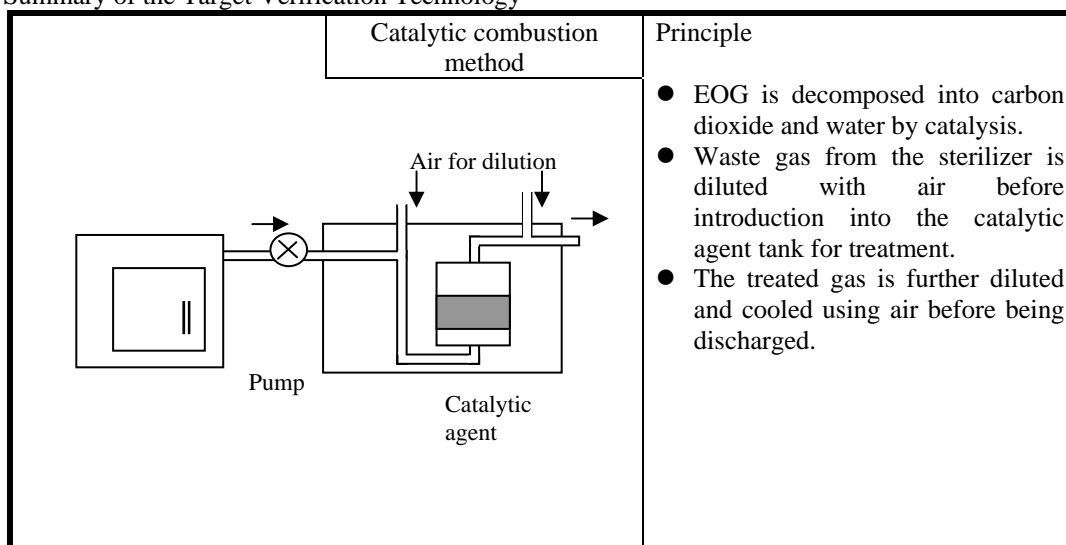 Summary of the Target Verification Technology
Catalytic combustion
method
Air for dilution
Pump
Catalytic
agent
Principle
● EOG is decomposed into carbon
dioxide and water by catalysis.
● Waste gas from the sterilizer is
diluted with air before
introduction into the catalytic
agent tank for treatment.
● The treated gas is further diluted
and cooled using air before being
discharged.